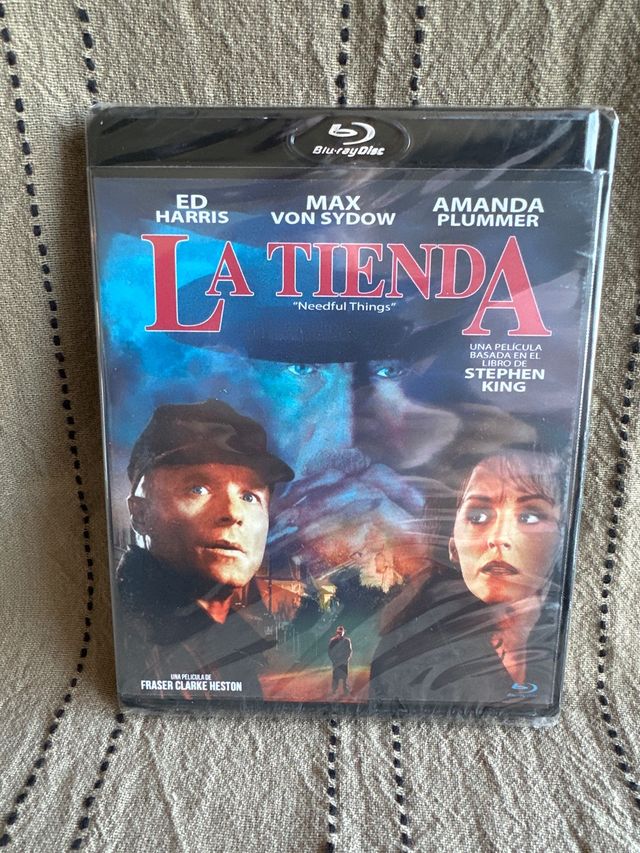 Blu-ray Disc
ED HARRIS
MAX VON SYDOW
AMANDA PLUMMER
LA TIENDA
"Needful Things"
UNA PELÍCULA
BASADA EN EL
LIBRO DE
STEPHEN
KING
UNA PELICULA DE
FRASER CLARKE HESTON